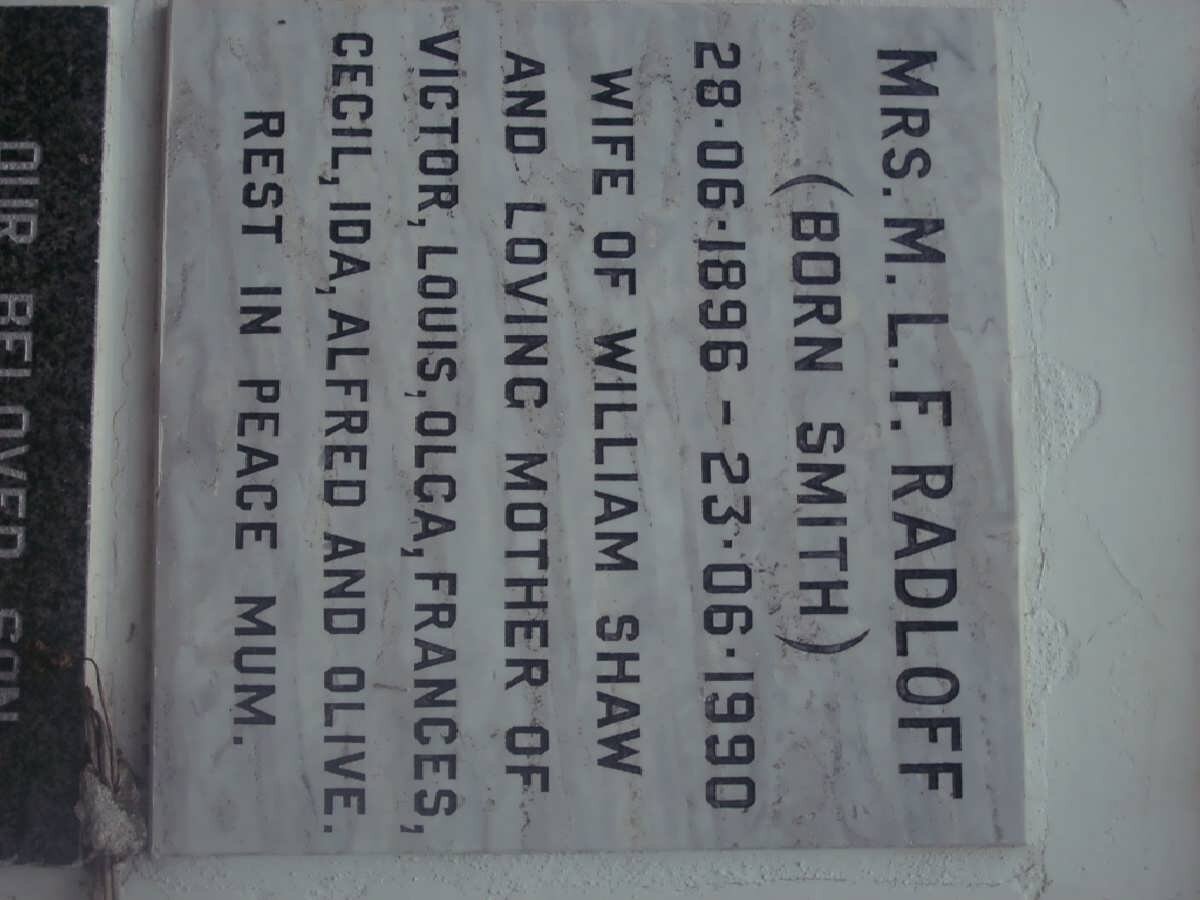 MRS. M. L. F. RADLOFF
(BORN SMITH)
28·06·1896 - 23·06·1990
WIFE OF WILLIAM SHAW
AND LOVING MOTHER OF
VICTOR, LOUIS, OLGA, FRANCES,
CECIL, IDA, ALFRED AND OLIVE.
REST IN PEACE MUM.
OUR BELOVED SON